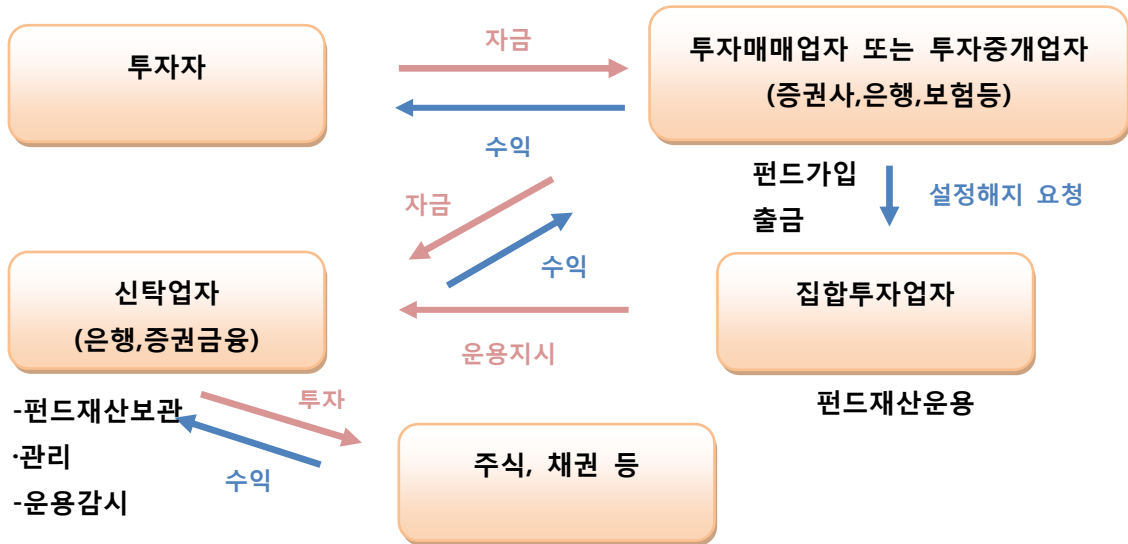 투자자
자금
수익
투자매매업자 또는 투자중개업자
(증권사,은행,보험등)
펀드가입
출금
설정해지 요청
자금
수익
신탁업자
(은행,증권금융)
운용지시
집합투자업자
펀드재산운용
-펀드재산보관
·관리
-운용감시
투자
수익
주식, 채권 등